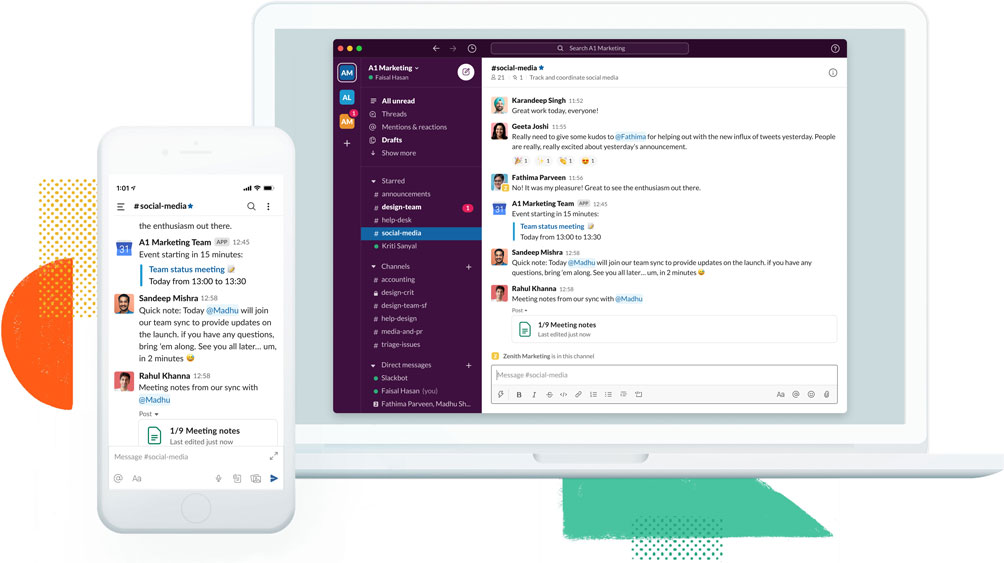 1:01
#social-media
the enthusiasm out there.
A1 Marketing Team APP 12:45
31
Event starting in 15 minutes:
Team status meeting
Today from 13:00 to 13:30
Sandeep Mishra 12:58
Quick note: Today @Madhu will join
our team sync to provide updates on
the launch. if you have any questions,
bring 'em along. See you all later... um,
in 2 minutes
Rahul Khanna 12:58
Meeting notes from our sync with
@Madhu
Post
1/9 Meeting notes
Last edited just now
Message #social-media
Aa
Search A1 Marketing
AM
AL
AM
1
A1 Marketing
Faisal Hasan
All unread
Threads
Mentions & reactions
Drafts
Show more
Starred
# announcements
# design-team 1
# help-desk
# social-media
Kriti Sanyal
Channels +
# accounting
design-crit
# design-team-sf
# help-design
# media-and-pr
# triage-issues
Direct messages +
Slackbot
Faisal Hasan (you)
2 Fathima Parveen, Madhu Sh...
#social-media
21 1 Track and coordinate social media
Karandeep Singh 11:52
Great work today, everyone!
Geeta Joshi 11:55
Really need to give some kudos to @Fathima for helping out with the new influx of tweets yesterday. People
are really, really excited about yesterday's announcement.
1 1 1 1
Fathima Parveen 11:56
No! It was my pleasure! Great to see the enthusiasm out there.
A1 Marketing Team APP 12:45
31
Event starting in 15 minutes:
Team status meeting
Today from 13:00 to 13:30
Sandeep Mishra 12:58
Quick note: Today @Madhu will join our team sync to provide updates on the launch. if you have any
questions, bring 'em along. See you all later... um, in 2 minutes
Rahul Khanna 12:58
Meeting notes from our sync with @Madhu
Post
1/9 Meeting notes
Last edited just now
Z Zenith Marketing is in this channel
Message #social-media
B I S Aa @